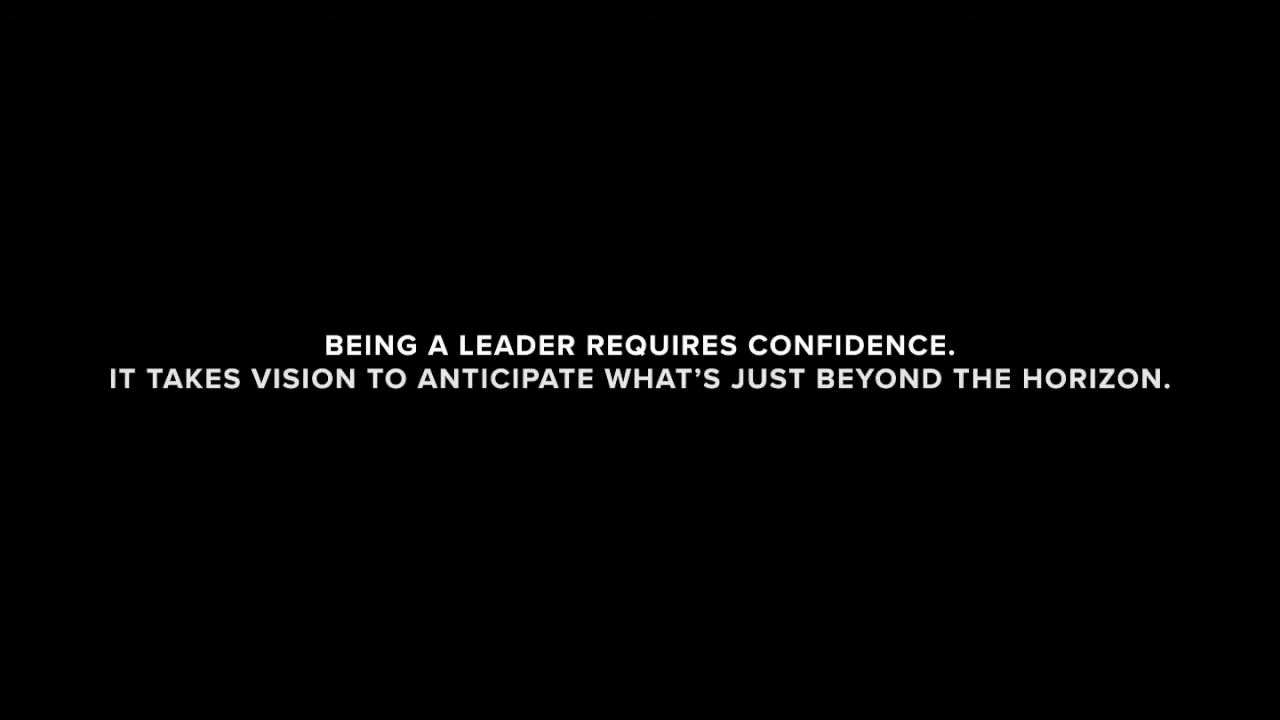 BEING A LEADER REQUIRES CONFIDENCE.
IT TAKES VISION TO ANTICIPATE WHAT’S JUST BEYOND THE HORIZON.